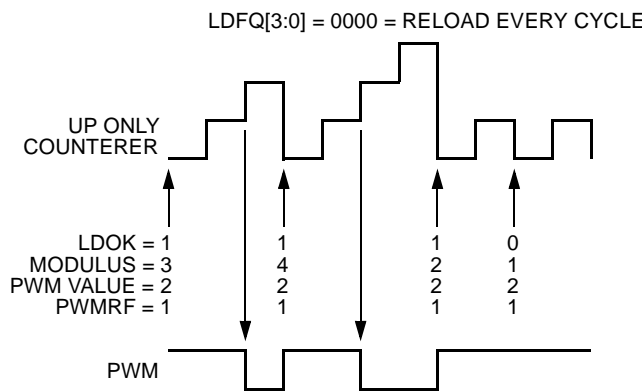 LDFQ[3:0] = 0000 = RELOAD EVERY CYCLE
UP ONLY
COUNTERER
LDOK = 1 1 1 0
MODULUS = 3 4 2 1
PWM VALUE = 2 2 2 2
PWMRF = 1 1 1 1
PWM